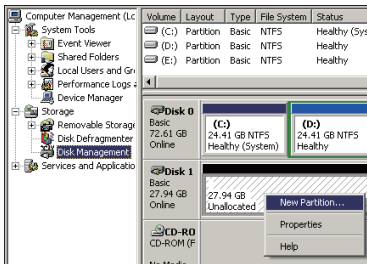 Computer Management (Lc
System Tools
Event Viewer
Shared Folders
Local Users and Gr
Performance Logs
Device Manager
Storage
Removable Storage
Disk Defragmenter
Disk Management
Services and Applicatio
Volume Layout Type File System Status
(C:) Partition Basic NTFS Healthy (Sys
(D:) Partition Basic NTFS Healthy
(E:) Partition Basic NTFS Healthy
Disk 0
Basic
72.61 GB
Online
(C:)
24.41 GB NTFS
Healthy (System)
(D:)
24.41 GB NTFS
Healthy
Disk 1
Basic
27.94 GB
Online
27.94 GB
Unallocated
New Partition...
Properties
Help
CD-RO
CD-ROM (F
No Media